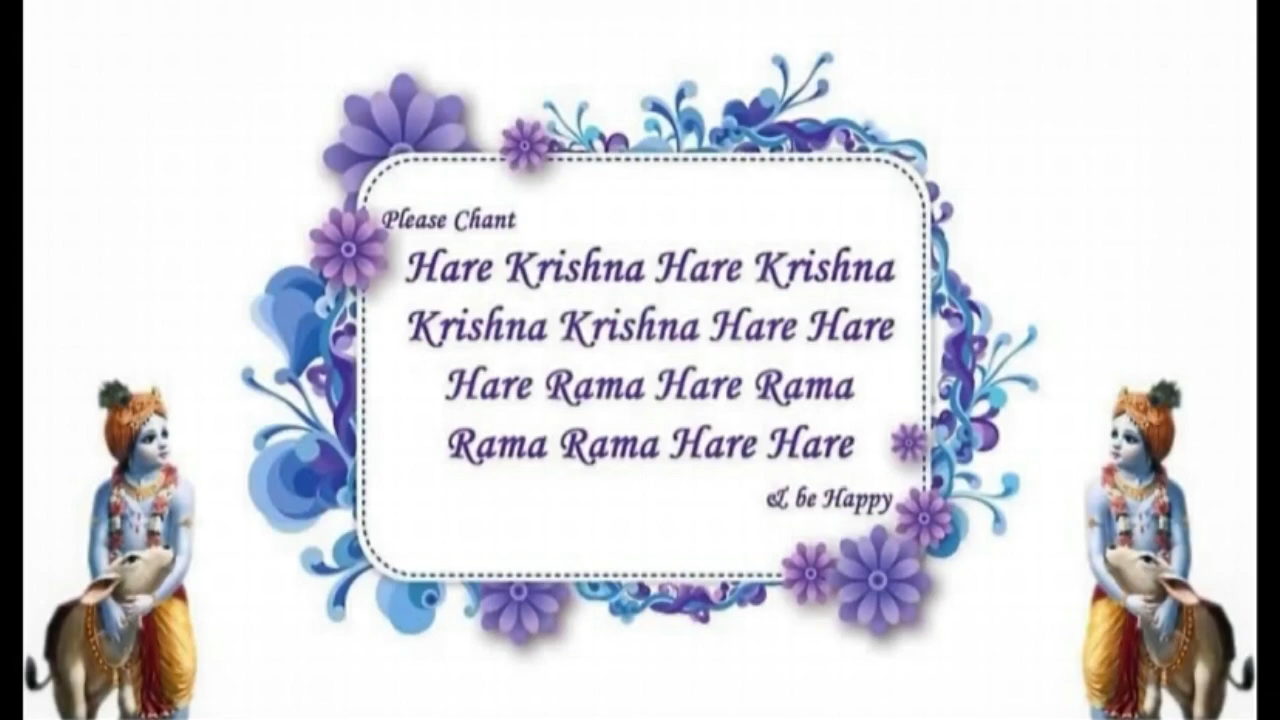 Please Chant
Hare Krishna Hare Krishna
Krishna Krishna Hare Hare
Hare Rama Hare Rama
Rama Rama Hare Hare
& be Happy